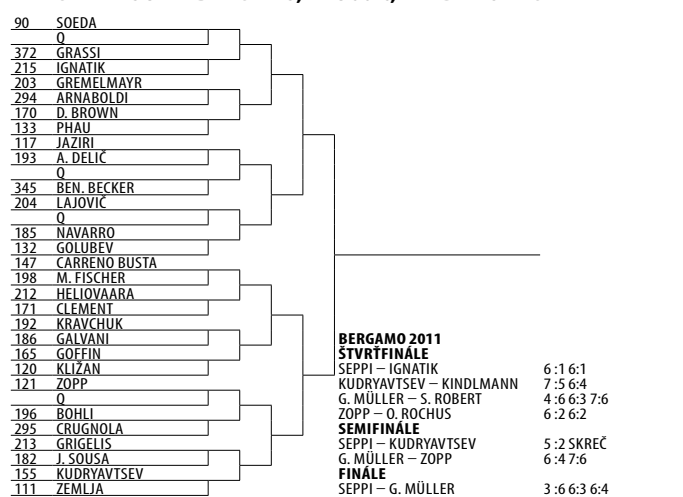 90 SOEDA
Q
372 GRASSI
215 IGNATIK
203 GREMELMAYR
294 ARNABOLDI
170 D. BROWN
133 PHAU
117 JAZIRI
193 A. DELIČ
Q
345 BEN. BECKER
204 LAJOVIČ
Q
185 NAVARRO
132 GOLUBEV
147 CARRENO BUSTA
198 M. FISCHER
212 HELIOVAARA
171 CLEMENT
192 KRAVCHUK
186 GALVANI
165 GOFFIN
120 KLIŽAN
121 ZOPP
Q
196 BOHLI
295 CRUGNOLA
213 GRIGELIS
182 J. SOUSA
155 KUDRYAVTSEV
111 ZEMLJA
BERGAMO 2011
ŠTVRŤFINÁLE
SEPPI – IGNATIK 6 :1 6:1
KUDRYAVTSEV – KINDLMANN 7 :5 6:4
G. MÜLLER – S. ROBERT 4 :6 6:3 7:6
ZOPP – O. ROCHUS 6 :2 6:2
SEMIFINÁLE
SEPPI – KUDRYAVTSEV 5 :2 SKREČ
G. MÜLLER – ZOPP 6 :4 7:6
FINÁLE
SEPPI – G. MÜLLER 3 :6 6:3 6:4